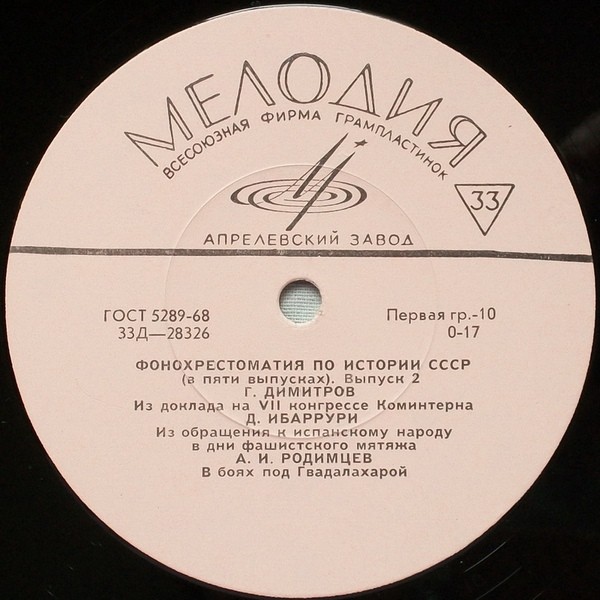 МЕЛОДИЯ
ВСЕСОЮЗНАЯ ФИРМА ГРАМПЛАСТИНОК
33
АПРЕЛЕВСКИЙ ЗАВОД
ГОСТ 5289-68
Первая гр.-10
33Д—28326
0-17
ФОНОХРЕСТОМАТИЯ ПО ИСТОРИИ СССР
(в пяти выпусках). Выпуск 2
Г. ДИМИТРОВ
Из доклада на VII конгрессе Коминтерна
Д. ИБАРРУРИ
Из обращения к испанскому народу
в дни фашистского мятяжа
А. И. РОДИМЦЕВ
В боях под Гвадалахарой